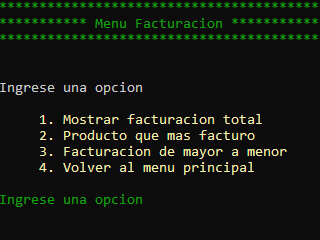 ****************************************
*********** Menu Facturacion ***********
****************************************
Ingrese una opcion
1. Mostrar facturacion total
2. Producto que mas facturo
3. Facturacion de mayor a menor
4. Volver al menu principal
Ingrese una opcion